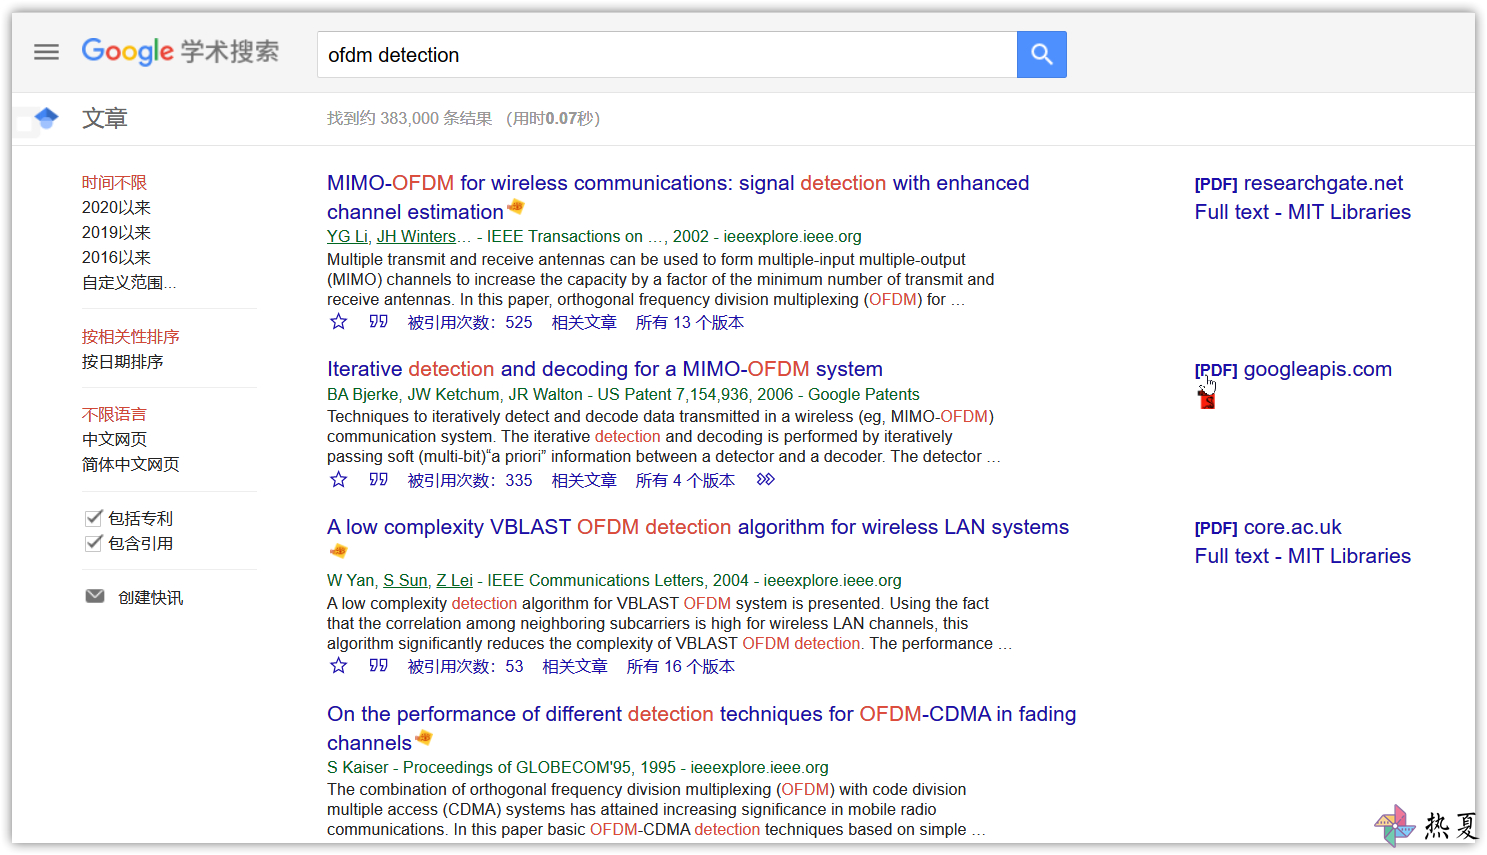 Google 学术搜索
ofdm detection
文章
找到约 383,000 条结果 （用时0.07秒）
时间不限
2020以来
2019以来
2016以来
自定义范围...
按相关性排序
按日期排序
不限语言
中文网页
简体中文网页
包括专利
包含引用
创建快讯
MIMO-OFDM for wireless communications: signal detection with enhanced
channel estimation
YG Li, JH Winters… - IEEE Transactions on …, 2002 - ieeexplore.ieee.org
Multiple transmit and receive antennas can be used to form multiple-input multiple-output
(MIMO) channels to increase the capacity by a factor of the minimum number of transmit and
receive antennas. In this paper, orthogonal frequency division multiplexing (OFDM) for …
被引用次数：525 相关文章 所有 13 个版本
[PDF] researchgate.net
Full text - MIT Libraries
Iterative detection and decoding for a MIMO-OFDM system
BA Bjerke, JW Ketchum, JR Walton - US Patent 7,154,936, 2006 - Google Patents
Techniques to iteratively detect and decode data transmitted in a wireless (eg, MIMO-OFDM)
communication system. The iterative detection and decoding is performed by iteratively
passing soft (multi-bit)“a priori” information between a detector and a decoder. The detector …
被引用次数：335 相关文章 所有 4 个版本
[PDF] googleapis.com
A low complexity VBLAST OFDM detection algorithm for wireless LAN systems
W Yan, S Sun, Z Lei - IEEE Communications Letters, 2004 - ieeexplore.ieee.org
A low complexity detection algorithm for VBLAST OFDM system is presented. Using the fact
that the correlation among neighboring subcarriers is high for wireless LAN channels, this
algorithm significantly reduces the complexity of VBLAST OFDM detection. The performance …
被引用次数：53 相关文章 所有 16 个版本
[PDF] core.ac.uk
Full text - MIT Libraries
On the performance of different detection techniques for OFDM-CDMA in fading
channels
S Kaiser - Proceedings of GLOBECOM'95, 1995 - ieeexplore.ieee.org
The combination of orthogonal frequency division multiplexing (OFDM) with code division
multiple access (CDMA) systems has attained increasing significance in mobile radio
communications. In this paper basic OFDM-CDMA detection techniques based on simple …
热夏